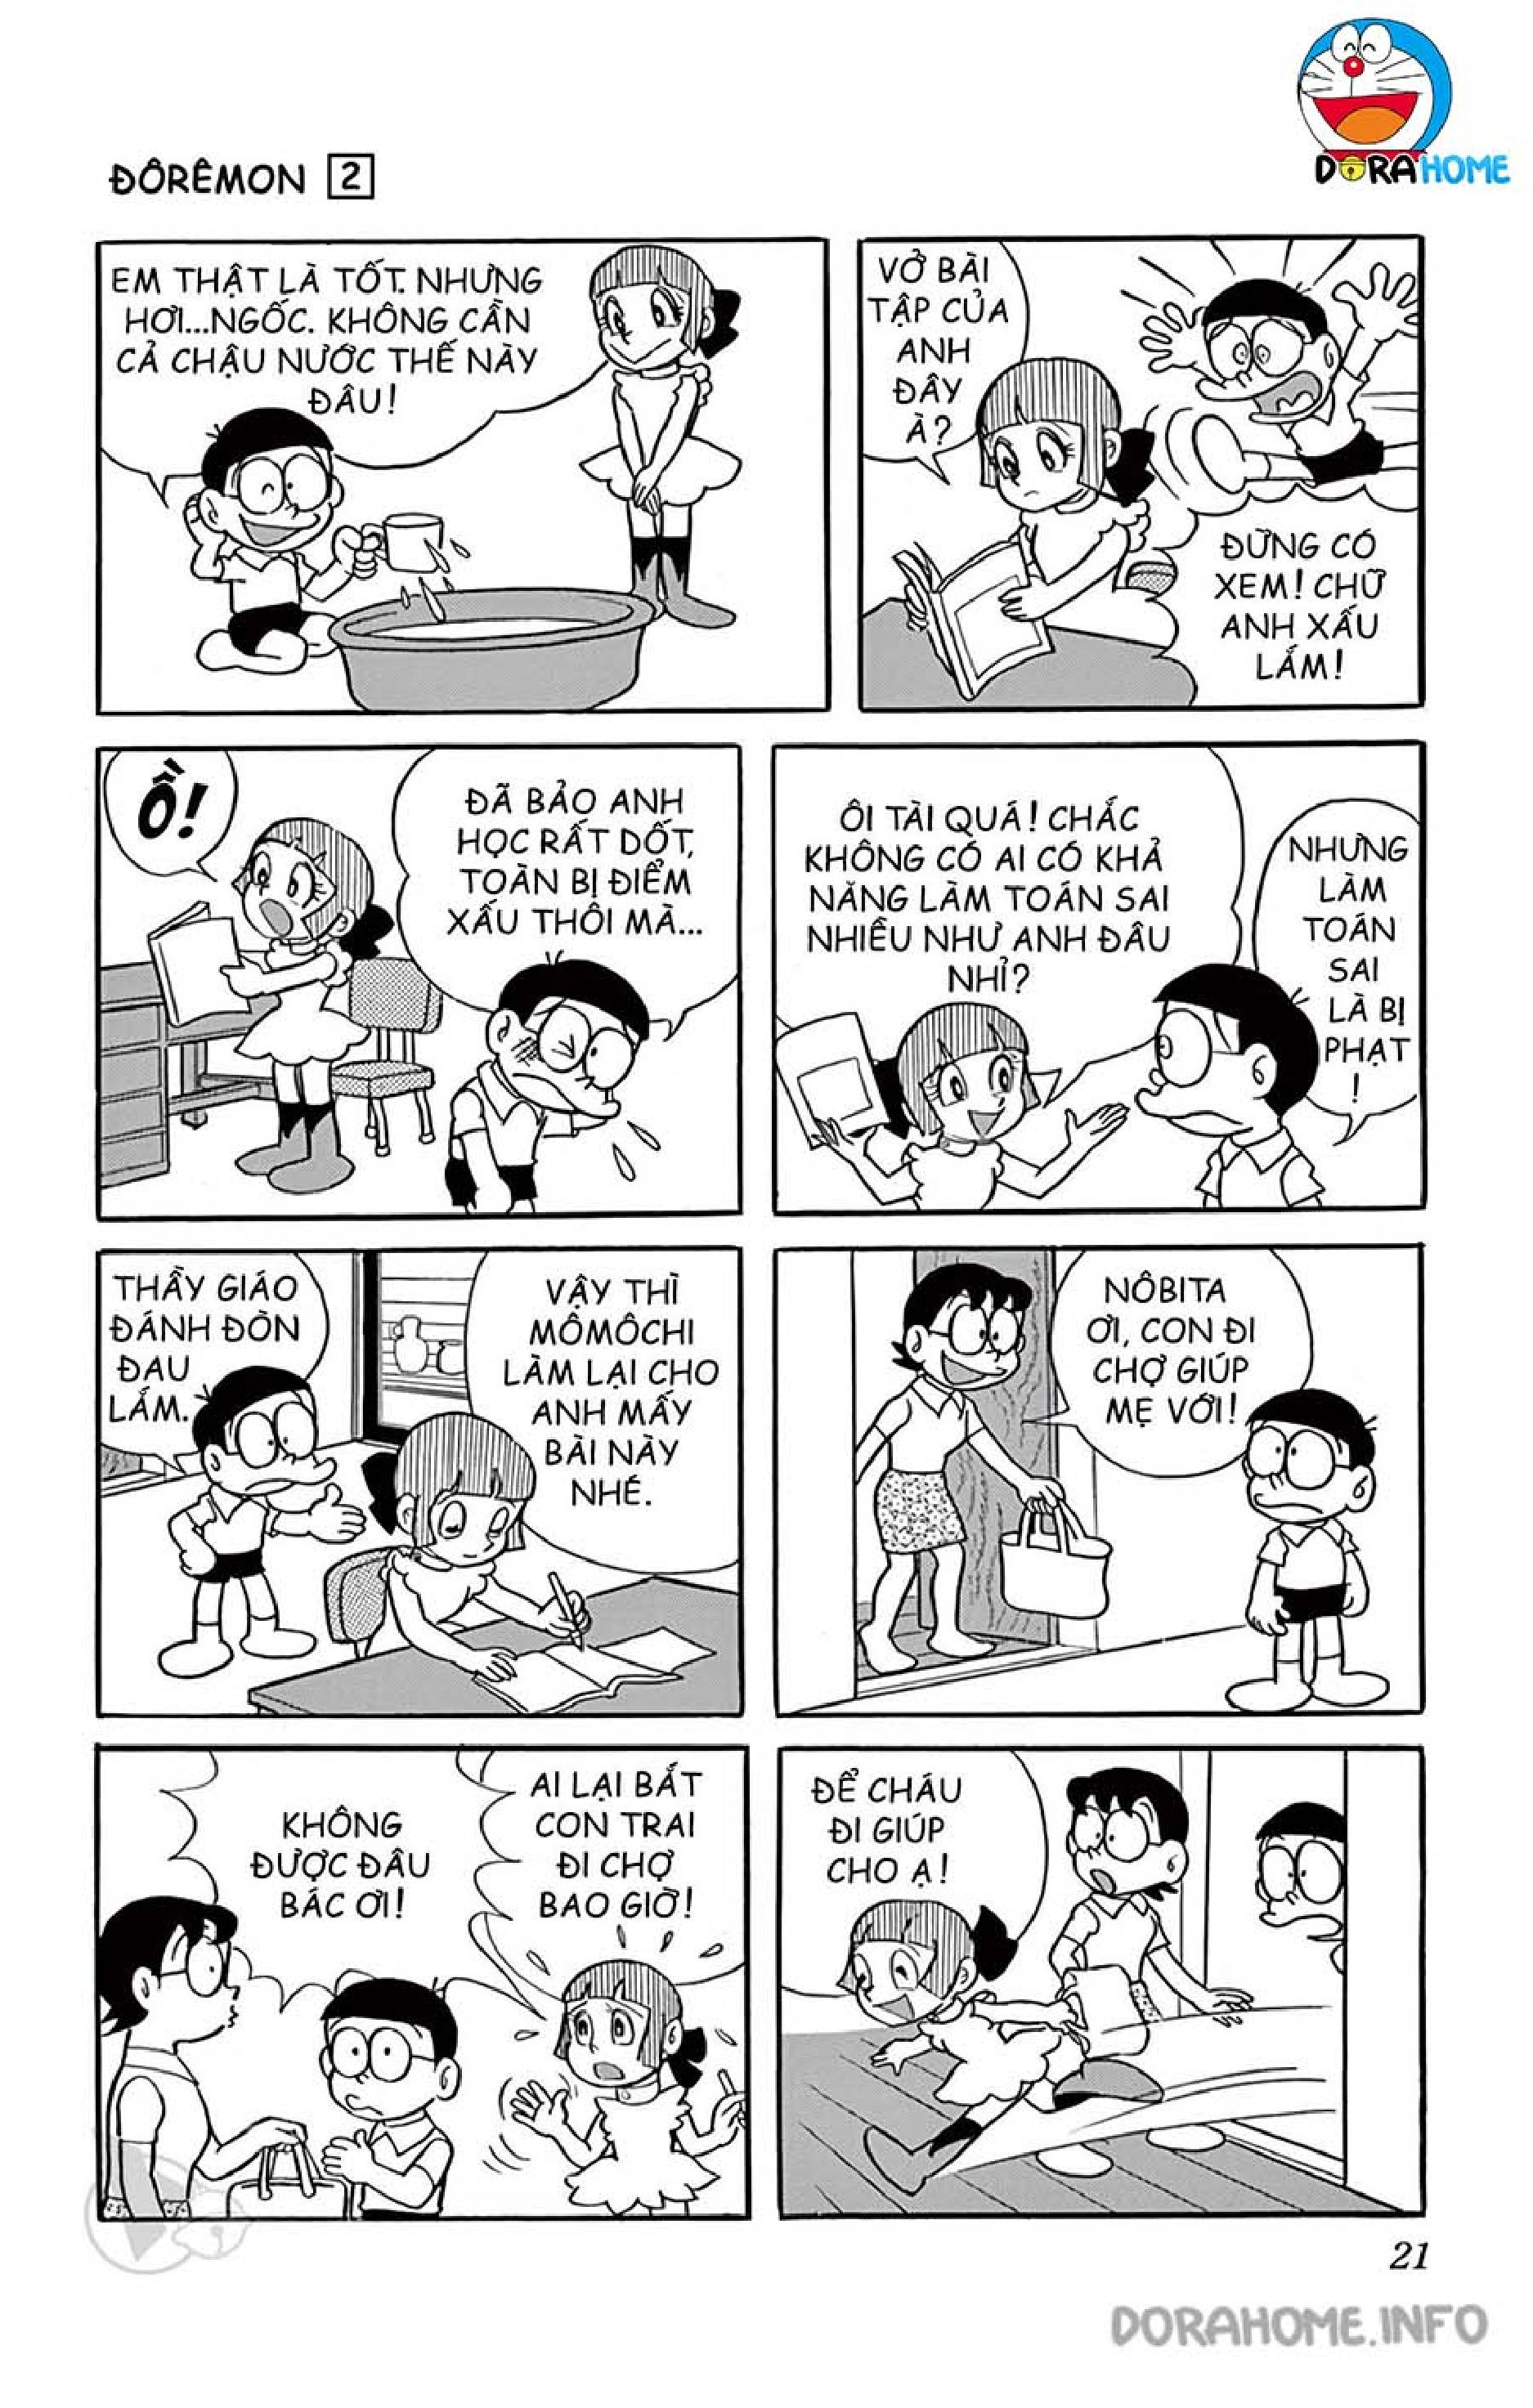 DORAHOME
ĐÔRÊMON 2
EM THẬT LÀ TỐT. NHƯNG
HƠI...NGỐC. KHÔNG CẦN
CẢ CHẬU NƯỚC THẾ NÀY
ĐÂU!
VỞ BÀI
TẬP CỦA
ANH
ĐÂY
À?
ĐỪNG CÓ
XEM! CHỮ
ANH XẤU
LẮM!
Ồ!
ĐÃ BẢO ANH
HỌC RẤT DỐT,
TOÀN BỊ ĐIỂM
XẤU THÔI MÀ...
ÔI TÀI QUÁ! CHẮC
KHÔNG CÓ AI CÓ KHẢ
NĂNG LÀM TOÁN SAI
NHIỀU NHƯ ANH ĐÂU
NHỈ?
NHƯNG
LÀM
TOÁN
SAI
LÀ BỊ
PHẠT
!
THẦY GIÁO
ĐÁNH ĐÒN
ĐAU
LẮM.
VẬY THÌ
MÔMÔCHI
LÀM LẠI CHO
ANH MẤY
BÀI NÀY
NHÉ.
NÔBITA
ƠI, CON ĐI
CHỢ GIÚP
MẸ VỚI!
KHÔNG
ĐƯỢC ĐÂU
BÁC ƠI!
AI LẠI BẮT
CON TRAI
ĐI CHỢ
BAO GIỜ!
ĐỂ CHÁU
ĐI GIÚP
CHO Ạ!
21
DORAHOME.INFO